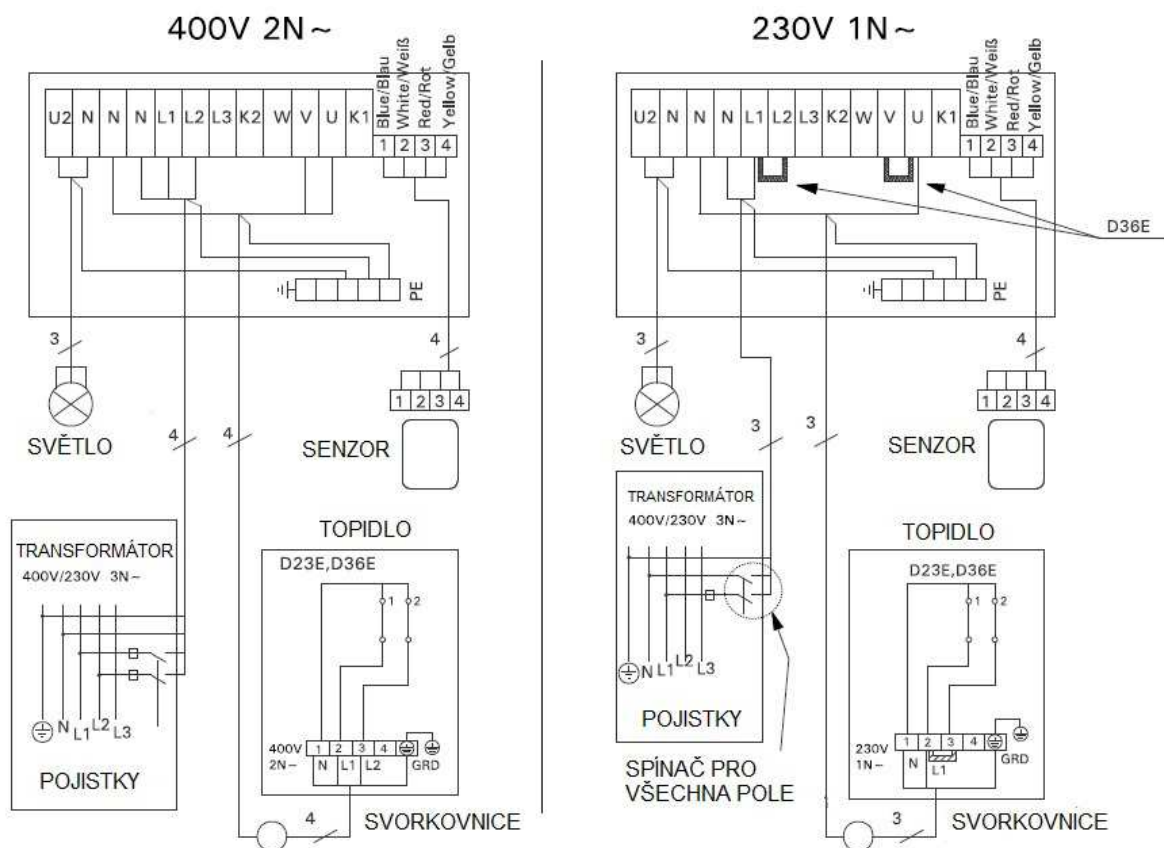 400V 2N~
U2 N N N L1 L2 L3 K2 W V U K1
Blue/Blau
White/Weiß
Red/Rot
Yellow/Gelb
1 2 3 4
PE
3
4
SVĚTLO
4
4
1 2 3 4
SENZOR
TRANSFORMÁTOR
400V/230V 3N~
N L1 L2 L3
POJISTKY
TOPIDLO
D23E,D36E
1 2
400V
2N~
1 2 3 4
N L1 L2
GRD
4
SVORKOVNICE
230V 1N~
U2 N N N L1 L2 L3 K2 W V U K1
Blue/Blau
White/Weiß
Red/Rot
Yellow/Gelb
1 2 3 4
D36E
PE
3
4
SVĚTLO
3
3
1 2 3 4
SENZOR
TRANSFORMÁTOR
400V/230V 3N~
N L1 L2 L3
POJISTKY
SPÍNAČ PRO
VŠECHNA POLE
TOPIDLO
D23E,D36E
1 2
230V
1N~
1 2 3 4
N L1
GRD
3
SVORKOVNICE